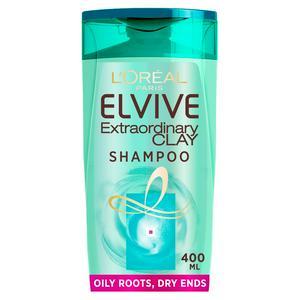 L'ORÉAL
PARIS
ELVIVE
Extraordinary
CLAY
SHAMPOO
400
ML
OILY ROOTS, DRY ENDS